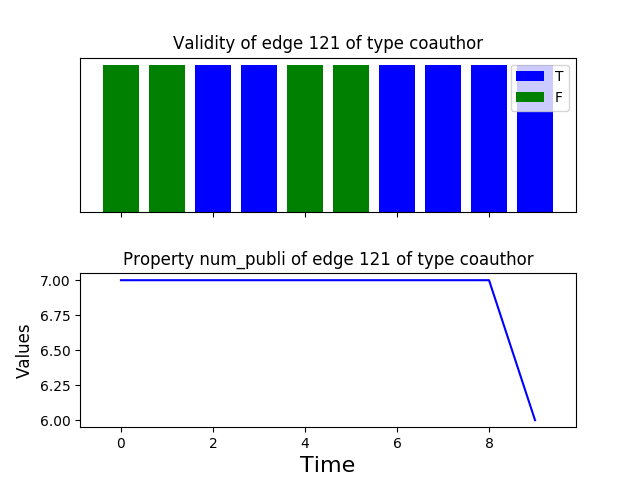 Validity of edge 121 of type coauthor
T
F
Property num_publi of edge 121 of type coauthor
7.00
6.75
6.50
6.25
6.00
Values
0 2 4 6 8
Time